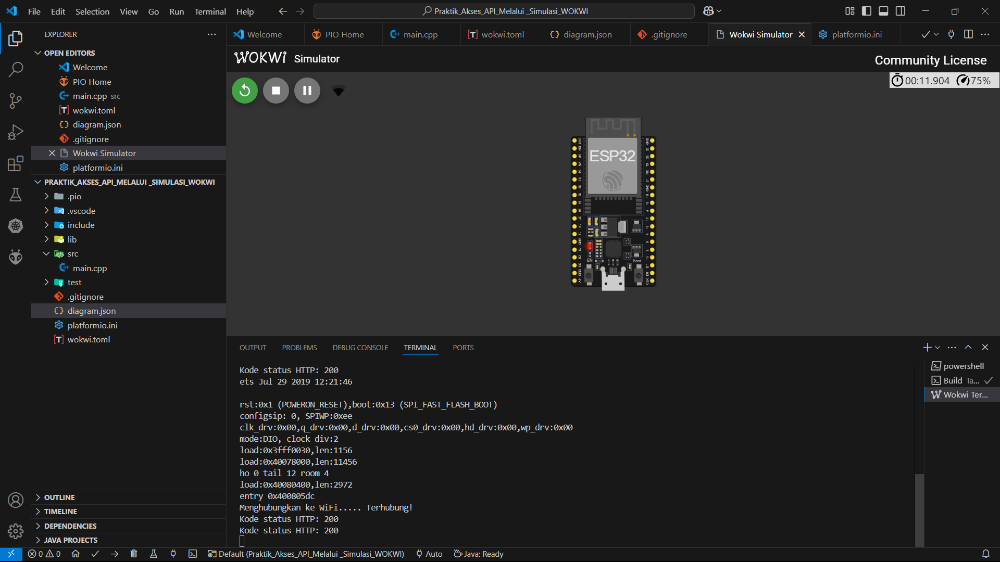 File Edit Selection View Go Run Terminal Help
Praktik_Akses_API_Melalui _Simulasi_WOKWI
EXPLORER
OPEN EDITORS
Welcome
PIO Home
main.cpp src
wokwi.toml
diagram.json
.gitignore
Wokwi Simulator
platformio.ini
PRAKTIK_AKSES_API_MELALUI _SIMULASI_WOKWI
.pio
.vscode
include
lib
src
main.cpp
test
.gitignore
diagram.json
platformio.ini
wokwi.toml
OUTLINE
TIMELINE
DEPENDENCIES
JAVA PROJECTS
Welcome PIO Home main.cpp wokwi.toml diagram.json .gitignore Wokwi Simulator platformio.ini
WOKWi Simulator
Community License
00:11.904 75%
ESP32
EN Boot
OUTPUT PROBLEMS DEBUG CONSOLE TERMINAL PORTS
Kode status HTTP: 200
ets Jul 29 2019 12:21:46
rst:0x1 (POWERON_RESET),boot:0x13 (SPI_FAST_FLASH_BOOT)
configsip: 0, SPIWP:0xee
clk_drv:0x00,q_drv:0x00,d_drv:0x00,cs0_drv:0x00,hd_drv:0x00,wp_drv:0x00
mode:DIO, clock div:2
load:0x3fff0030,len:1156
load:0x40078000,len:11456
ho 0 tail 12 room 4
load:0x40080400,len:2972
entry 0x400805dc
Menghubungkan ke WiFi..... Terhubung!
Kode status HTTP: 200
Kode status HTTP: 200
powershell
Build Ta...
Wokwi Ter...
0 0 Default (Praktik_Akses_API_Melalui _Simulasi_WOKWI) Auto Java: Ready